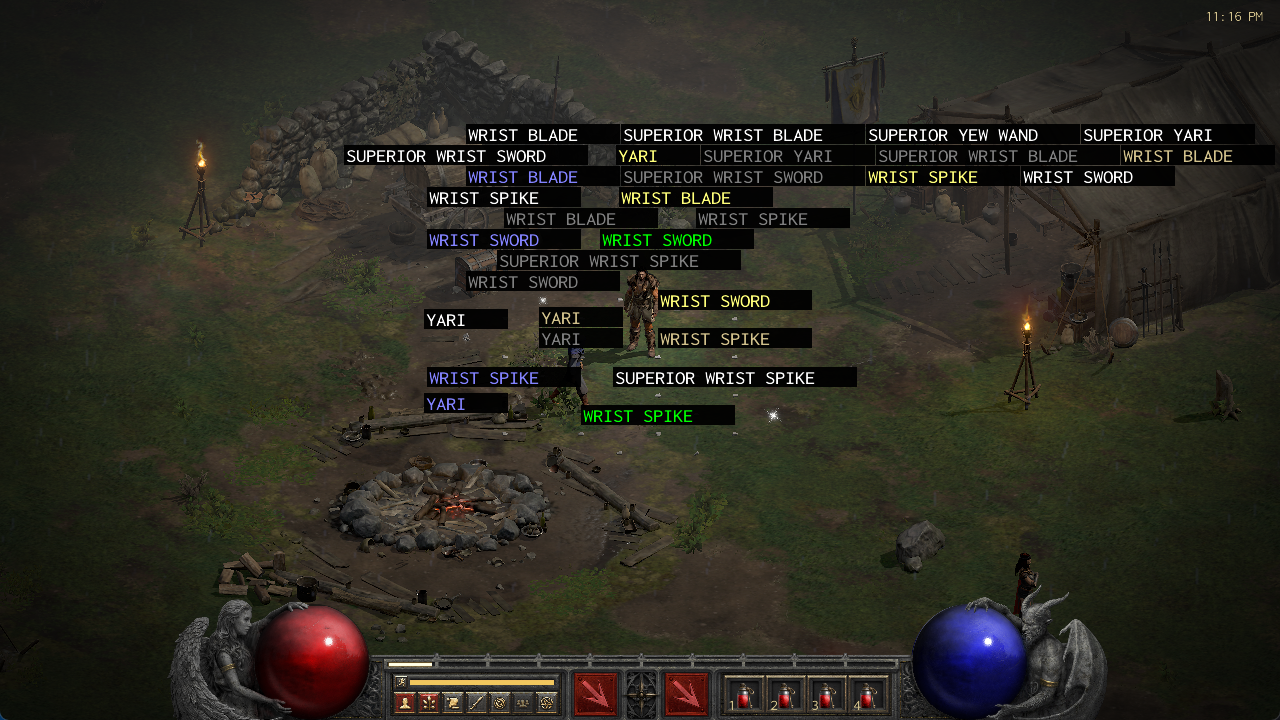 11:16 PM
WRIST BLADE SUPERIOR WRIST BLADE SUPERIOR YEW WAND SUPERIOR YARI
SUPERIOR WRIST SWORD YARI SUPERIOR YARI SUPERIOR WRIST BLADE WRIST BLADE
WRIST BLADE SUPERIOR WRIST SWORD WRIST SPIKE WRIST SWORD
WRIST SPIKE WRIST BLADE
WRIST BLADE WRIST SPIKE
WRIST SWORD WRIST SWORD
SUPERIOR WRIST SPIKE
WRIST SWORD
WRIST SWORD
YARI YARI
YARI WRIST SPIKE
WRIST SPIKE SUPERIOR WRIST SPIKE
YARI
WRIST SPIKE
1 2 3 4